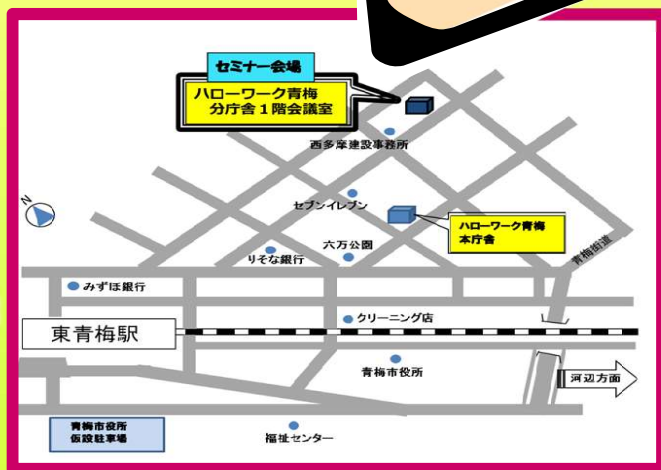 セミナー会場
ハローワーク青梅
分庁舎１階会議室
西多摩建設事務所
セブンイレブン
N
ハローワーク青梅
本庁舎
六万公園
りそな銀行
青梅街道
みずほ銀行
クリーニング店
東青梅駅
青梅市役所
河辺方面
青梅市役所
仮設駐車場
福祉センター